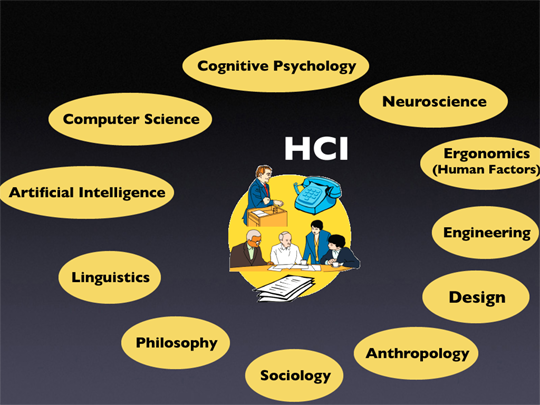 Cognitive Psychology
Neuroscience
Computer Science
HCI
Ergonomics
(Human Factors)
Artificial Intelligence
Engineering
Linguistics
Design
Philosophy
Anthropology
Sociology